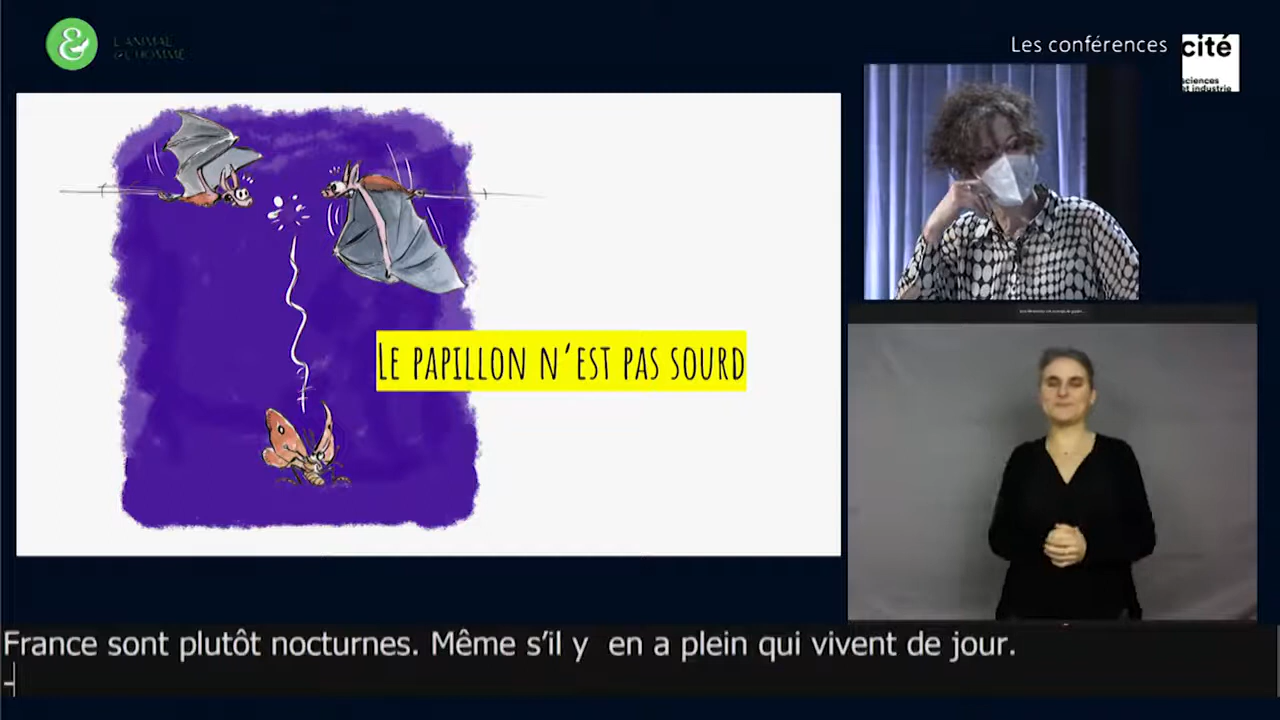 &
L'ANIMAL
& L'HOMME
Les conférences
cité
sciences
et industrie
Le papillon n'est pas sourd
France sont plutôt nocturnes. Même s'il y  en a plein qui vivent de jour.
-